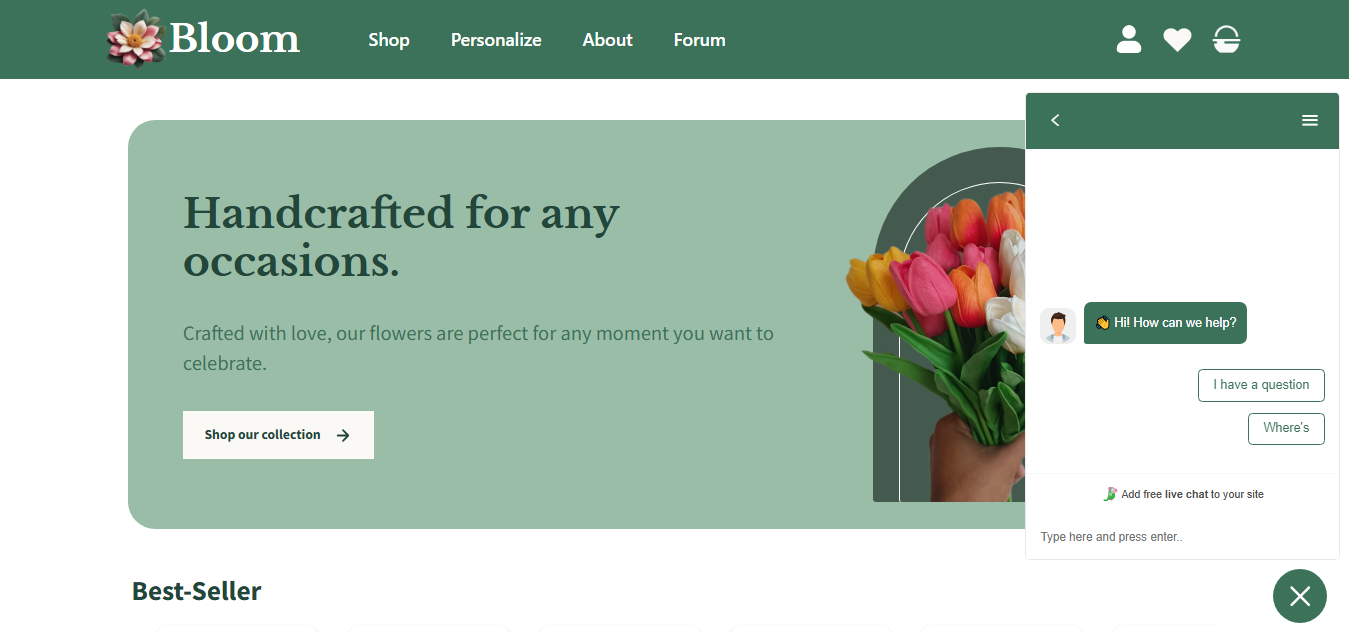 Bloom
Shop
Personalize
About
Forum
Handcrafted for any
occasions.
Crafted with love, our flowers are perfect for any moment you want to
celebrate.
Shop our collection
Best-Seller
👋 Hi! How can we help?
I have a question
Where's
Add free live chat to your site
Type here and press enter..